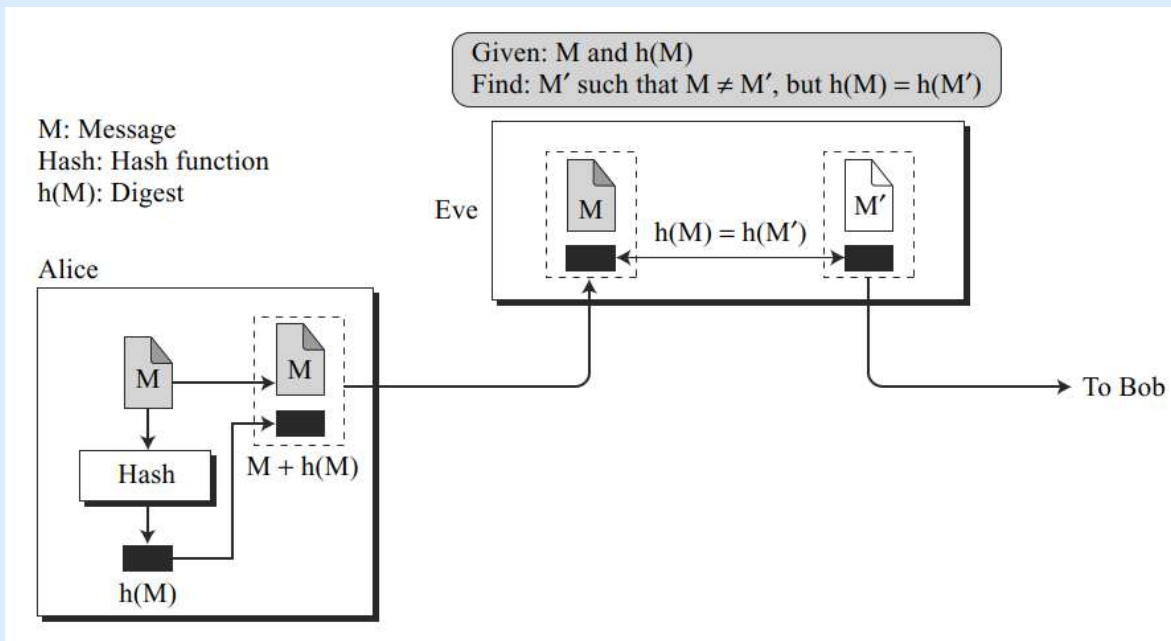 Given: M and h(M)
Find: M′ such that M ≠ M′, but h(M) = h(M′)
M: Message
Hash: Hash function
h(M): Digest
Eve
M
M′
h(M) = h(M′)
Alice
M
M
Hash
M + h(M)
h(M)
To Bob